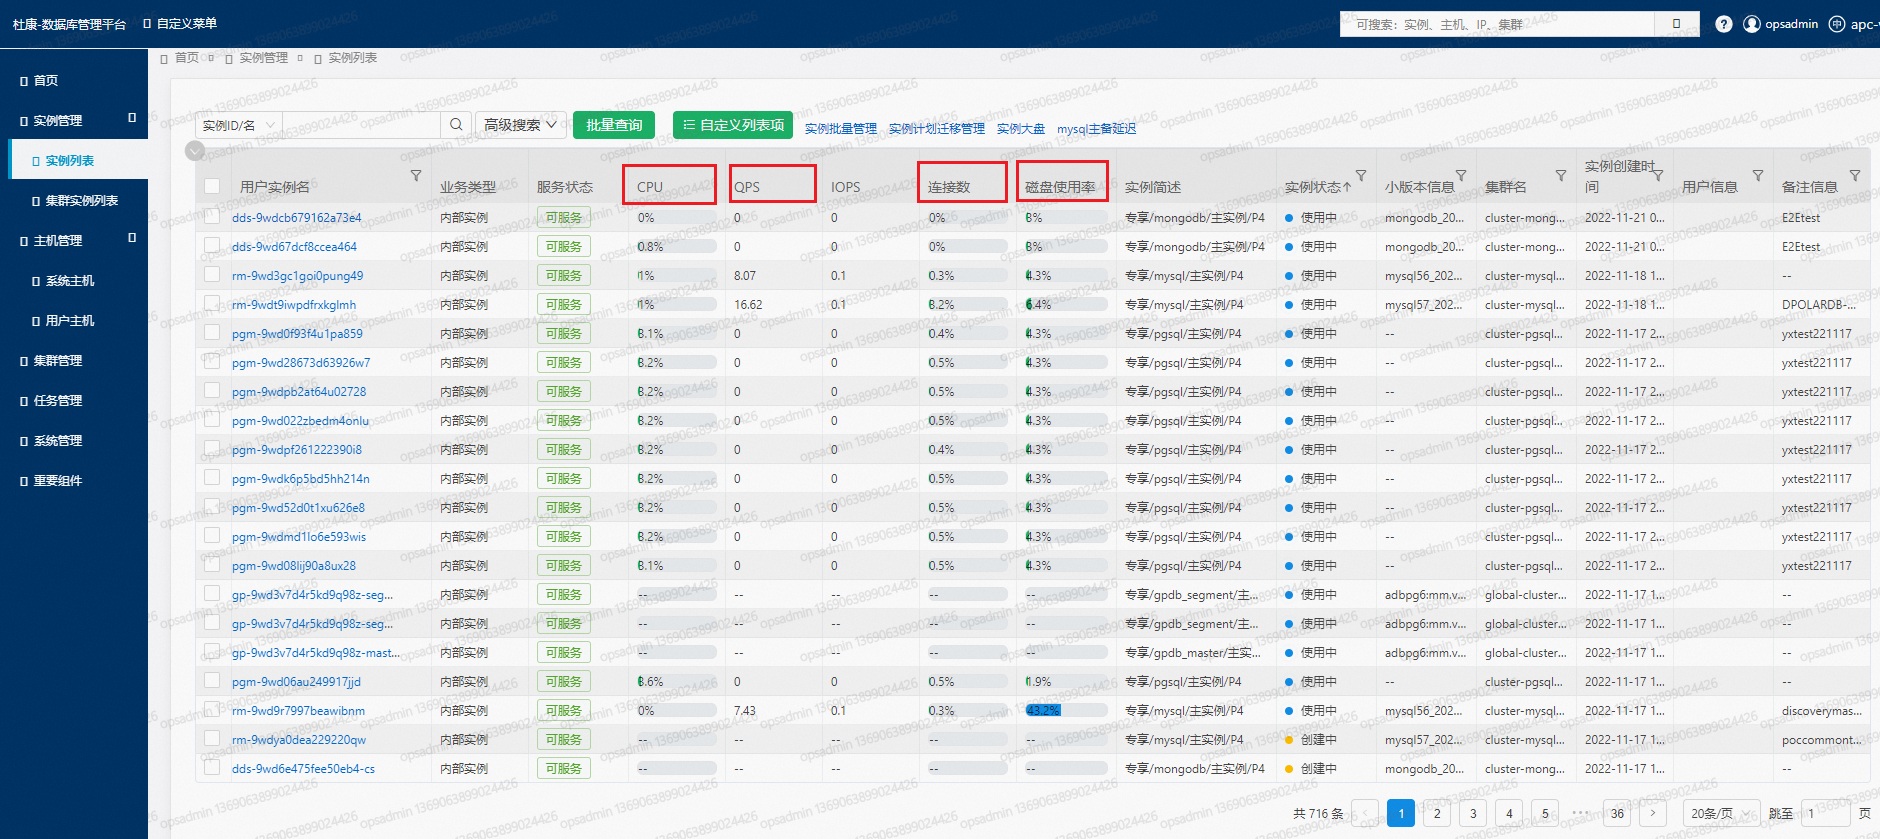 杜康-数据库管理平台 自定义菜单 可搜索：实例、主机、IP、集群 ? opsadmin 中 apc-
首页 实例管理 实例列表
首页
实例管理
实例列表
集群实例列表
主机管理
系统主机
用户主机
集群管理
任务管理
系统管理
重要组件
实例ID/名 高级搜索 批量查询 自定义列表项 实例批量管理 实例计划迁移管理 实例大盘 mysql主备延迟
用户实例名 业务类型 服务状态 CPU QPS IOPS 连接数 磁盘使用率 实例简述 实例状态↑ 小版本信息 集群名 实例创建时间 用户信息 备注信息
dds-9wdcb679162a73e4 内部实例 可服务 0% 0 0 0% 3% 专享/mongodb/主实例/P4 使用中 mongodb_20... cluster-mong... 2022-11-21 0... E2Etest
dds-9wd67dcf8ccea464 内部实例 可服务 0.8% 0 0 0% 3% 专享/mongodb/主实例/P4 使用中 mongodb_20... cluster-mong... 2022-11-21 0... E2Etest
rm-9wd3gc1goi0pung49 内部实例 可服务 1% 8.07 0.1 0.3% 4.3% 专享/mysql/主实例/P4 使用中 mysql56_202... cluster-mysql... 2022-11-18 1... --
rm-9wdt9iwpdfrxkglmh 内部实例 可服务 1% 16.62 0.1 3.2% 6.4% 专享/mysql/主实例/P4 使用中 mysql57_202... cluster-mysql... 2022-11-18 1... DPOLARDB-...
pgm-9wd0f93f4u1pa859 内部实例 可服务 3.1% 0 0 0.4% 4.3% 专享/pgsql/主实例/P4 使用中 -- cluster-pgsql... 2022-11-17 2... yxtest221117
pgm-9wd28673d63926w7 内部实例 可服务 3.2% 0 0 0.5% 4.3% 专享/pgsql/主实例/P4 使用中 -- cluster-pgsql... 2022-11-17 2... yxtest221117
pgm-9wdpb2at64u02728 内部实例 可服务 3.2% 0 0 0.5% 4.3% 专享/pgsql/主实例/P4 使用中 -- cluster-pgsql... 2022-11-17 2... yxtest221117
pgm-9wd022zbedm4onlu 内部实例 可服务 3.2% 0 0 0.5% 4.3% 专享/pgsql/主实例/P4 使用中 -- cluster-pgsql... 2022-11-17 2... yxtest221117
pgm-9wdpf261222390i8 内部实例 可服务 3.2% 0 0 0.4% 4.3% 专享/pgsql/主实例/P4 使用中 -- cluster-pgsql... 2022-11-17 2... yxtest221117
pgm-9wdk6p5bd5hh214n 内部实例 可服务 3.2% 0 0 0.5% 4.3% 专享/pgsql/主实例/P4 使用中 -- cluster-pgsql... 2022-11-17 2... yxtest221117
pgm-9wd52d0t1xu626e8 内部实例 可服务 3.2% 0 0 0.5% 4.3% 专享/pgsql/主实例/P4 使用中 -- cluster-pgsql... 2022-11-17 2... yxtest221117
pgm-9wdmd1lo6e593wis 内部实例 可服务 3.2% 0 0 0.5% 4.3% 专享/pgsql/主实例/P4 使用中 -- cluster-pgsql... 2022-11-17 2... yxtest221117
pgm-9wd08lij90a8ux28 内部实例 可服务 3.1% 0 0 0.5% 4.3% 专享/pgsql/主实例/P4 使用中 -- cluster-pgsql... 2022-11-17 2... yxtest221117
gp-9wd3v7d4r5kd9q98z-seg... 内部实例 可服务 -- -- -- -- -- 专享/gpdb_segment/主... 使用中 adbpg6:mm.v... global-cluster... 2022-11-17 1... --
gp-9wd3v7d4r5kd9q98z-seg... 内部实例 可服务 -- -- -- -- -- 专享/gpdb_segment/主... 使用中 adbpg6:mm.v... global-cluster... 2022-11-17 1... --
gp-9wd3v7d4r5kd9q98z-mast... 内部实例 可服务 -- -- -- -- -- 专享/gpdb_master/主实... 使用中 adbpg6:mm.v... global-cluster... 2022-11-17 1... --
pgm-9wd06au249917jjd 内部实例 可服务 3.6% 0 0 0.5% 1.9% 专享/pgsql/主实例/P4 使用中 -- cluster-pgsql... 2022-11-17 1... --
rm-9wd9r7997beawibnm 内部实例 可服务 0% 7.43 0.1 0.3% 43.2% 专享/mysql/主实例/P4 使用中 mysql56_202... cluster-mysql... 2022-11-17 1... discoverymas...
rm-9wdya0dea229220qw 内部实例 可服务 -- -- -- -- -- 专享/mysql/主实例/P4 创建中 mysql57_202... cluster-mysql... 2022-11-17 1... poccommont...
dds-9wd6e475fee50eb4-cs 内部实例 可服务 -- -- -- -- -- 专享/mongodb/主实例/P4 创建中 mongodb_20... cluster-mong... 2022-11-17 1... --
共 716 条 1 2 3 4 5 ••• 36 20条/页 跳至 1 页
opsadmin 1369063899024426